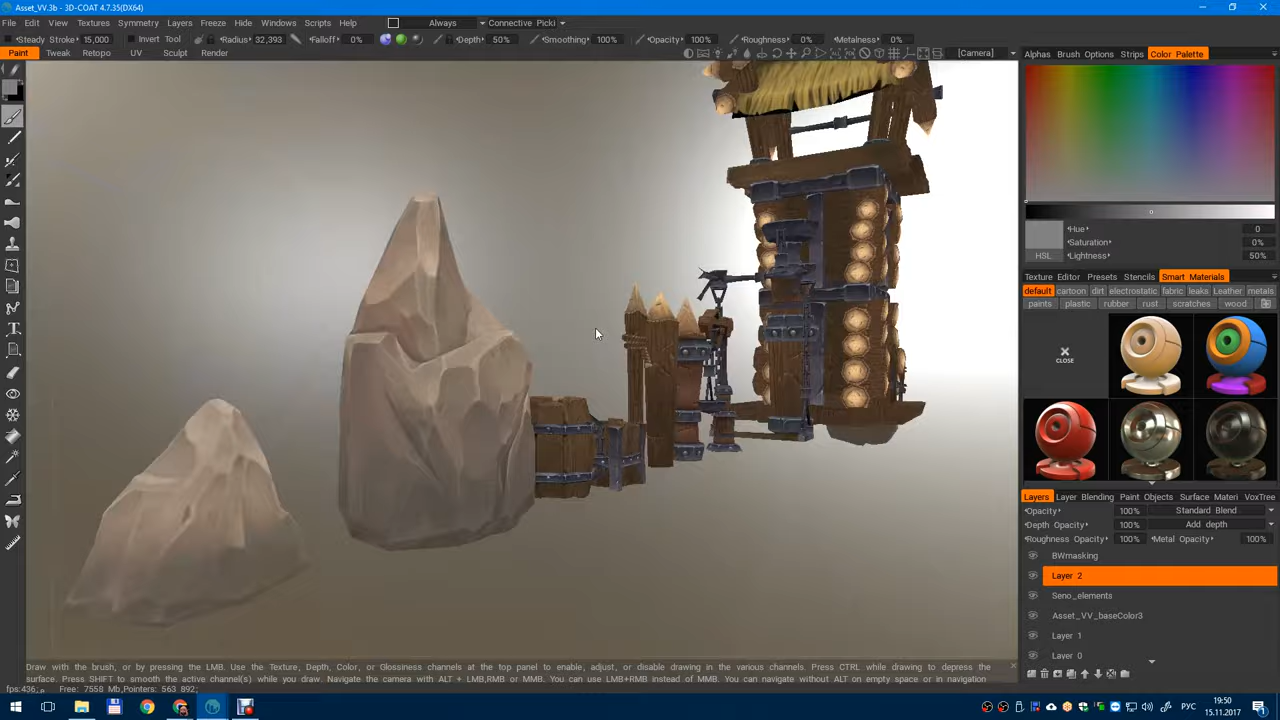 Asset_VV.3b - 3D-COAT 4.7.35(DX64)
File Edit View Textures Symmetry Layers Freeze Hide Windows Scripts Help Always Connective Picki
Steady Stroke 15,000 Invert Tool Radius 32,393 Falloff 0% Depth 50% Smoothing 100% Opacity 100% Roughness 0% Metalness 0%
Paint Tweak Retopo UV Sculpt Render [Camera]
Alphas Brush Options Strips Color Palette
Hue 0
Saturation 0%
HSL Lightness 50%
Texture Editor Presets Stencils Smart Materials
default cartoon dirt electrostatic fabric leaks Leather metals
paints plastic rubber rust scratches wood
CLOSE
Layers Layer Blending Paint Objects Surface Materi VoxTree
Opacity 100% Standard Blend
Depth Opacity 100% Add depth
Roughness Opacity 100% Metal Opacity 100%
BWmasking
Layer 2
Seno_elements
Asset_VV_baseColor3
Layer 1
Layer 0
Draw with the brush, or by pressing the LMB. Use the Texture, Depth, Color, or Glossiness channels at the top panel to enable, adjust, or disable drawing in the various channels. Press CTRL while drawing to depress the
surface. Press SHIFT to smooth the active channel(s) while you draw. Navigate the camera with ALT + LMB,RMB or MMB. You can use LMB+RMB instead of MMB. You can navigate without ALT on empty space or in navigation
fps:436; Free: 7558 Mb,Pointers: 563 892;
РУС
19:50
15.11.2017